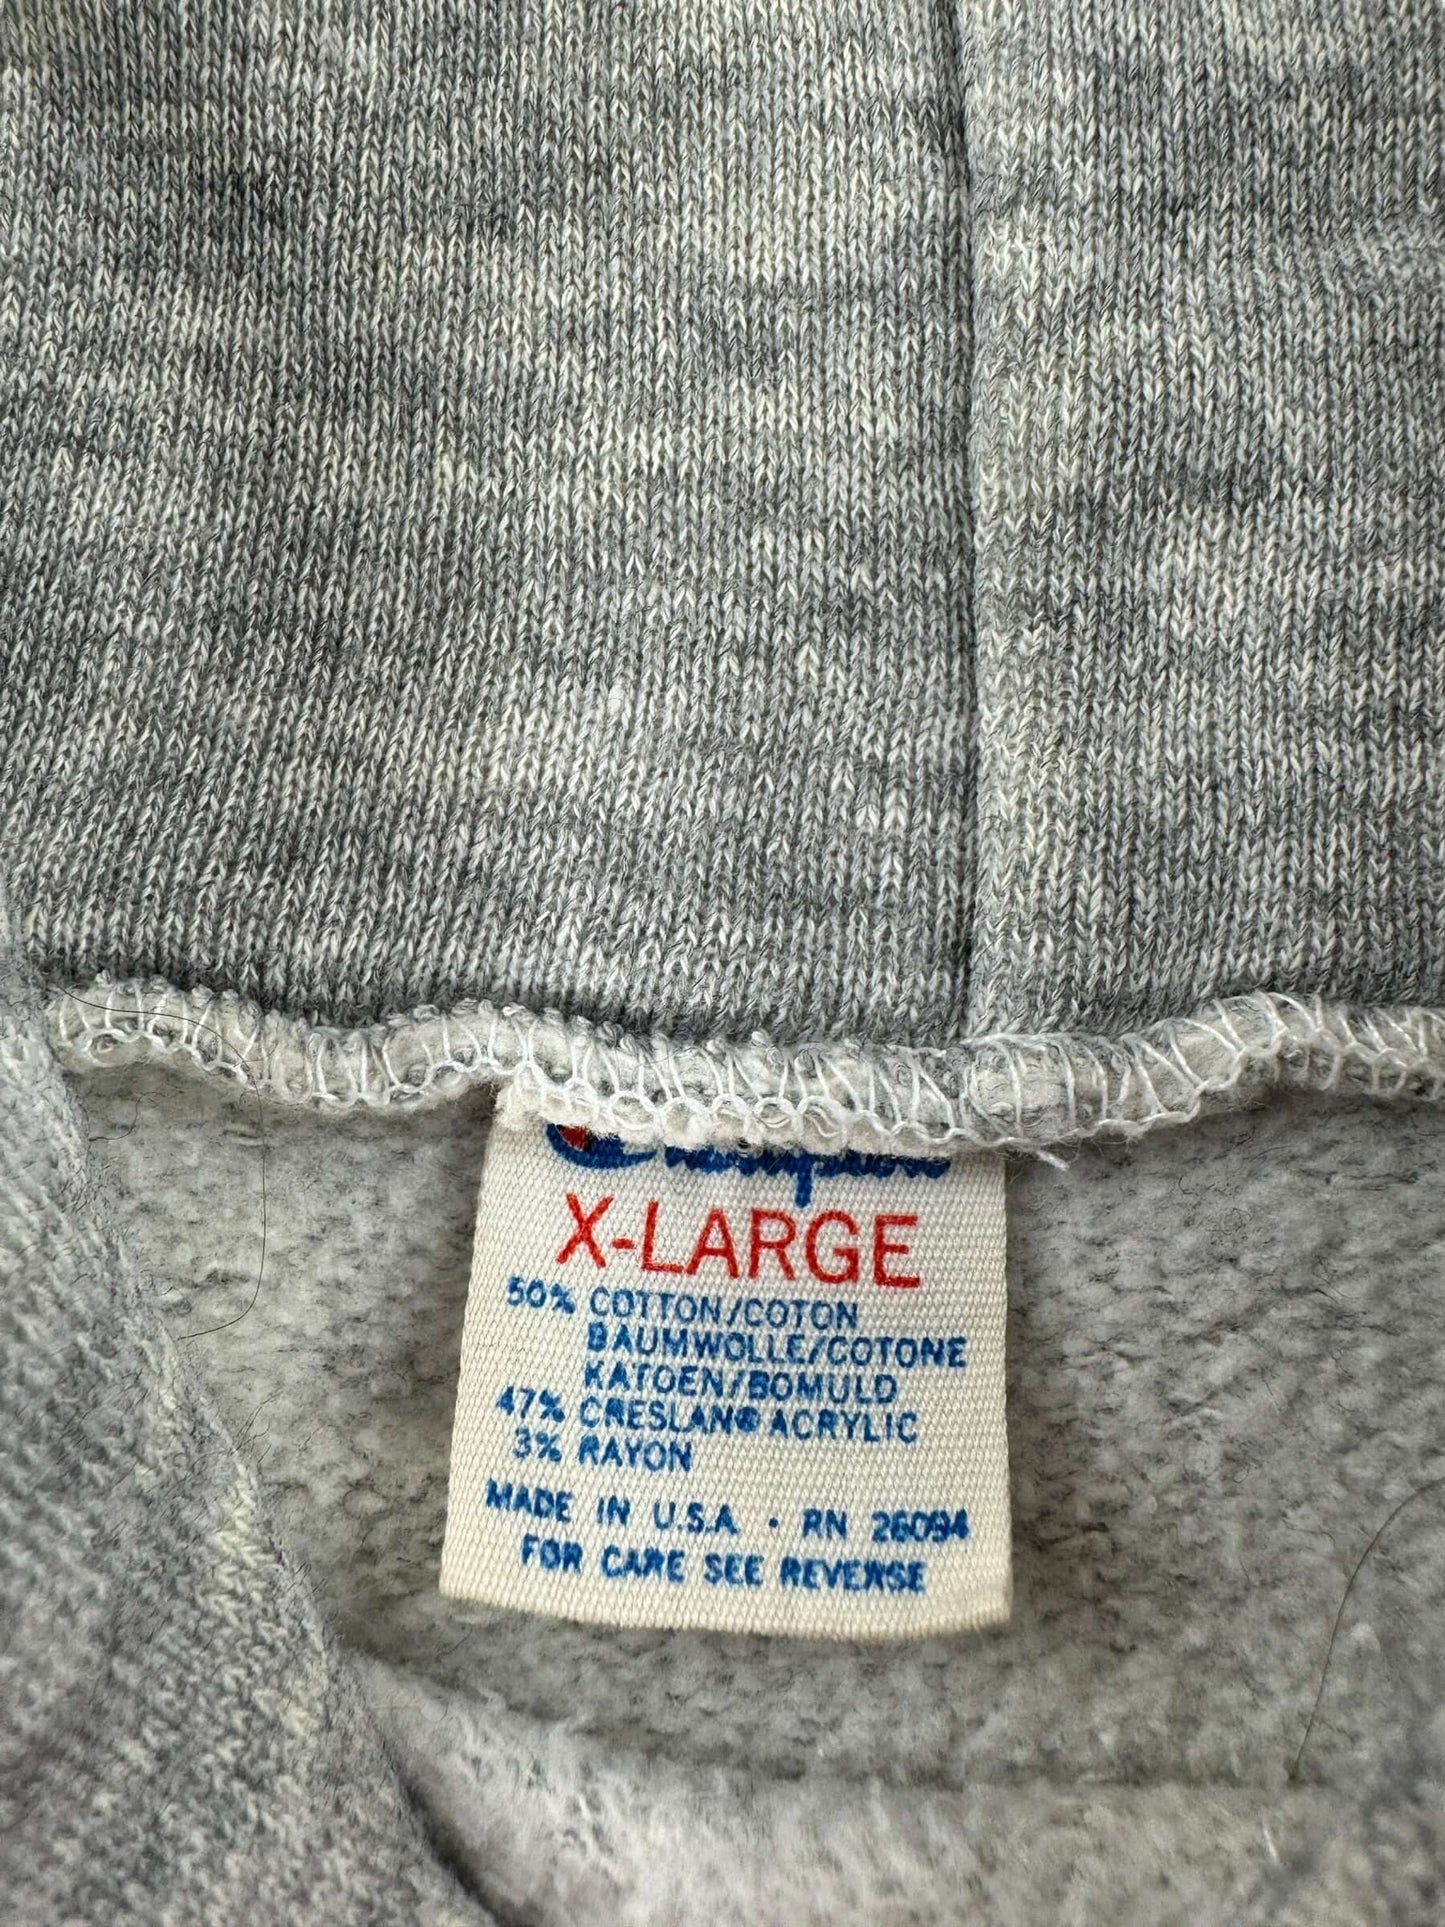 Champion
X-LARGE
50% COTTON/COTON
BAUMWOLLE/COTONE
KATOEN/BOMULD
47% CRESLAN® ACRYLIC
3% RAYON
MADE IN U.S.A. • RN 26094
FOR CARE SEE REVERSE